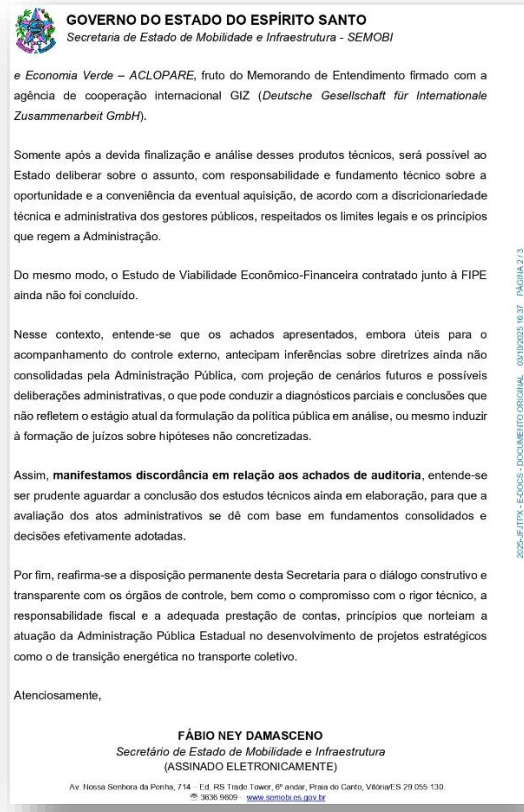 GOVERNO DO ESTADO DO ESPÍRITO SANTO
Secretaria de Estado de Mobilidade e Infraestrutura - SEMOBI
e Economia Verde – ACLOPARE, fruto do Memorando de Entendimento firmado com a
agência de cooperação internacional GIZ (Deutsche Gesellschaft für Internationale
Zusammenarbeit GmbH).
Somente após a devida finalização e análise desses produtos técnicos, será possível ao
Estado deliberar sobre o assunto, com responsabilidade e fundamento técnico sobre a
oportunidade e a conveniência da eventual aquisição, de acordo com a discricionariedade
técnica e administrativa dos gestores públicos, respeitados os limites legais e os princípios
que regem a Administração.
Do mesmo modo, o Estudo de Viabilidade Econômico-Financeira contratado junto à FIPE
ainda não foi concluído.
Nesse contexto, entende-se que os achados apresentados, embora úteis para o
acompanhamento do controle externo, antecipam inferências sobre diretrizes ainda não
consolidadas pela Administração Pública, com projeção de cenários futuros e possíveis
deliberações administrativas, o que pode conduzir a diagnósticos parciais e conclusões que
não refletem o estágio atual da formulação da política pública em análise, ou mesmo induzir
à formação de juízos sobre hipóteses não concretizadas.
Assim, manifestamos discordância em relação aos achados de auditoria, entende-se
ser prudente aguardar a conclusão dos estudos técnicos ainda em elaboração, para que a
avaliação dos atos administrativos se dê com base em fundamentos consolidados e
decisões efetivamente adotadas.
Por fim, reafirma-se a disposição permanente desta Secretaria para o diálogo construtivo e
transparente com os órgãos de controle, bem como o compromisso com o rigor técnico, a
responsabilidade fiscal e a adequada prestação de contas, princípios que norteiam a
atuação da Administração Pública Estadual no desenvolvimento de projetos estratégicos
como o de transição energética no transporte coletivo.
Atenciosamente,
FÁBIO NEY DAMASCENO
Secretário de Estado de Mobilidade e Infraestrutura
(ASSINADO ELETRONICAMENTE)
Av. Nossa Senhora da Penha, 714 – Ed. RS Trade Tower, 6º andar, Praia do Canto, Vitória/ES 29.055-130.
☏ 3636 9609 – www.semobi.es.gov.br
E-DOCS - DOCUMENTO ORIGINAL 03/10/2025 16:37 PÁGINA 2 / 3